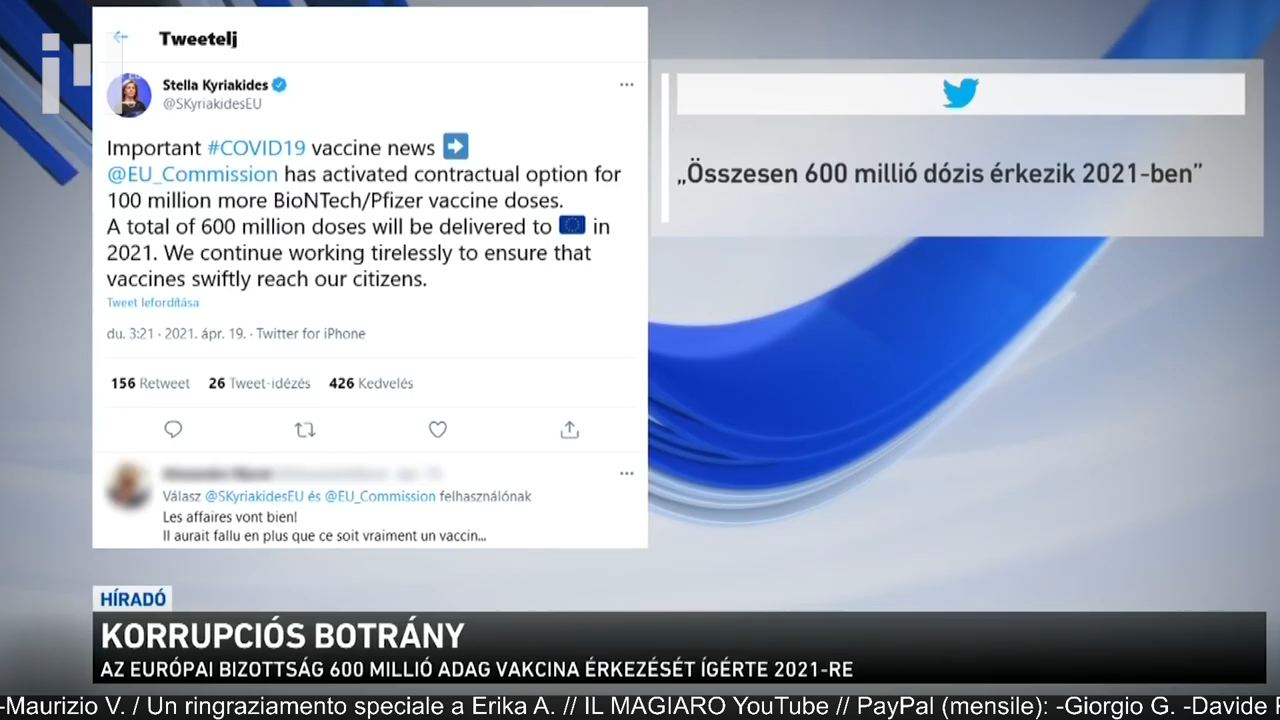 Tweetelj
Stella Kyriakides
@SKyriakidesEU
Important #COVID19 vaccine news ➡️
@EU_Commission has activated contractual option for
100 million more BioNTech/Pfizer vaccine doses.
A total of 600 million doses will be delivered to 🇪🇺 in
2021. We continue working tirelessly to ensure that
vaccines swiftly reach our citizens.
Tweet lefordítása
du. 3:21 · 2021. ápr. 19. · Twitter for iPhone
156 Retweet 26 Tweet-idézés 426 Kedvelés
Válasz @SKyriakidesEU és @EU_Commission felhasználónak
Les affaires vont bien!
Il aurait fallu en plus que ce soit vraiment un vaccin...
„Összesen 600 millió dózis érkezik 2021-ben”
HÍRADÓ
KORRUPCIÓS BOTRÁNY
AZ EURÓPAI BIZOTTSÁG 600 MILLIÓ ADAG VAKCINA ÉRKEZÉSÉT ÍGÉRTE 2021-RE
-Maurizio V. / Un ringraziamento speciale a Erika A. // IL MAGIARO YouTube // PayPal (mensile): -Giorgio G. -Davide